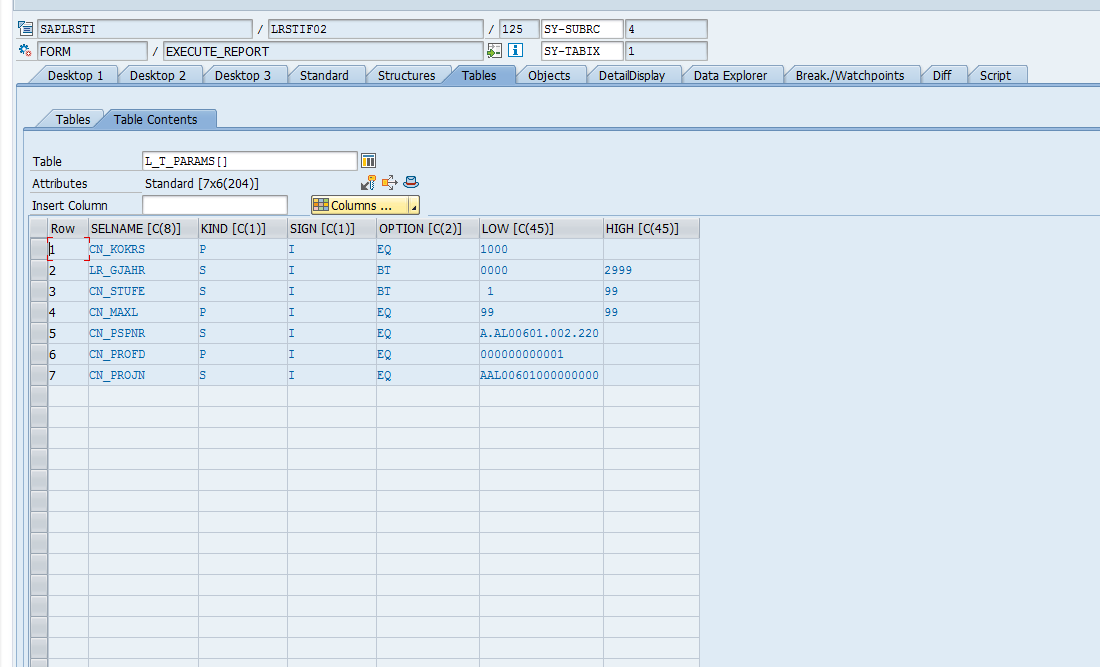 SAPLRSTI / LRSTIF02 / 125 SY-SUBRC 4
FORM / EXECUTE_REPORT SY-TABIX 1
Desktop 1 Desktop 2 Desktop 3 Standard Structures Tables Objects DetailDisplay Data Explorer Break./Watchpoints Diff Script
Tables Table Contents
Table L_T_PARAMS[]
Attributes Standard [7x6(204)]
Insert Column Columns ...
Row SELNAME [C(8)] KIND [C(1)] SIGN [C(1)] OPTION [C(2)] LOW [C(45)] HIGH [C(45)]
1 CN_KOKRS P I EQ 1000
2 LR_GJAHR S I BT 0000 2999
3 CN_STUFE S I BT 1 99
4 CN_MAXL P I EQ 99 99
5 CN_PSPNR S I EQ A.AL00601.002.220
6 CN_PROFD P I EQ 000000000001
7 CN_PROJN S I EQ AAL00601000000000